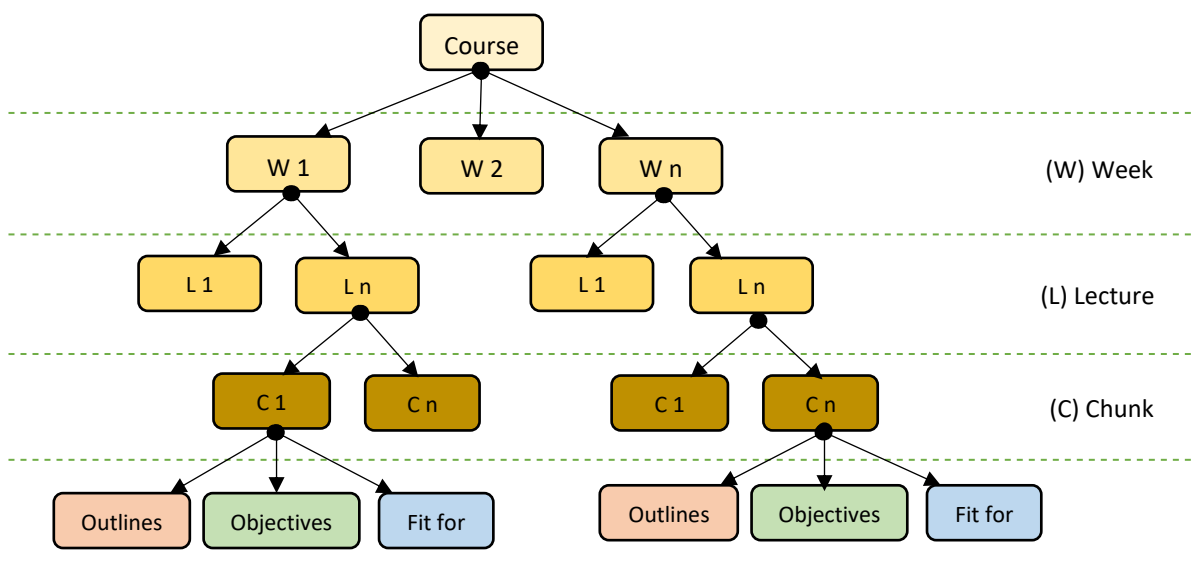 Course
W 1
W 2
W n
(W) Week
L 1
L n
L 1
L n
(L) Lecture
C 1
C n
C 1
C n
(C) Chunk
Outlines
Objectives
Fit for
Outlines
Objectives
Fit for